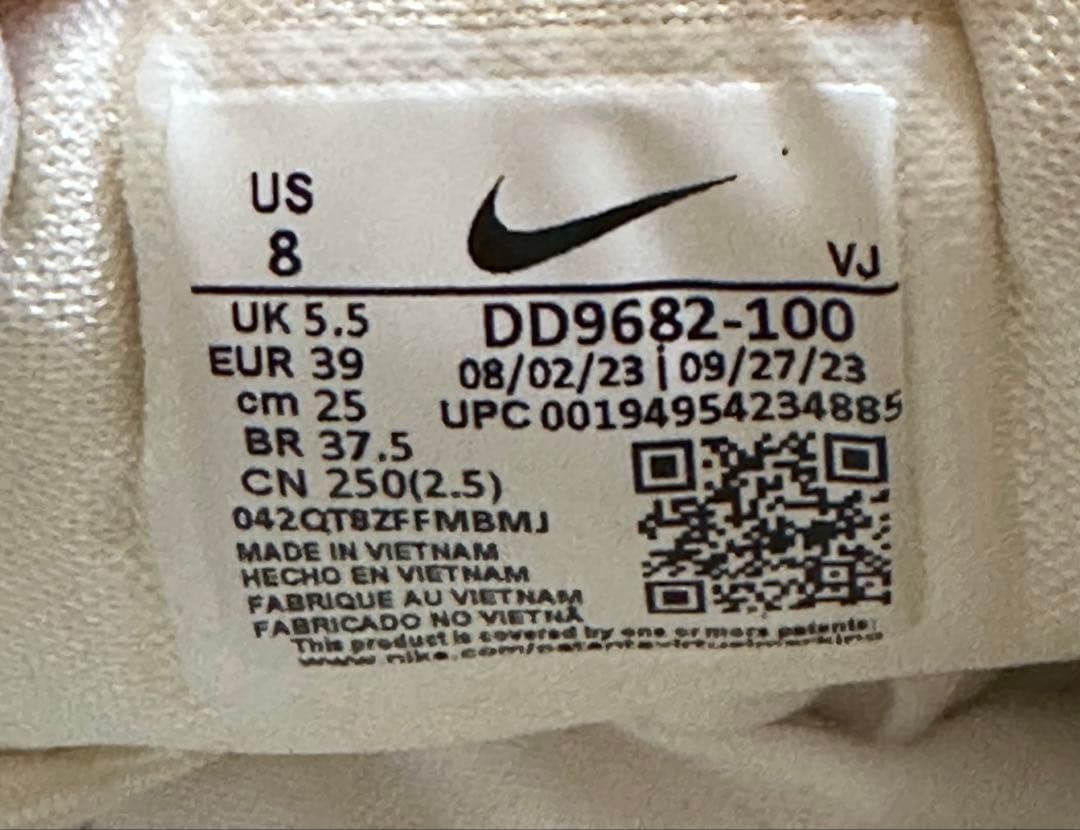 US
8
VJ
UK 5.5
EUR 39
cm 25
BR 37.5
CN 250(2.5)
DD9682-100
08/02/23 | 09/27/23
UPC 00194954234885
042QT8ZFFMBMJ
MADE IN VIETNAM
HECHO EN VIETNAM
FABRIQUE AU VIETNAM
FABRICADO NO VIETNÃ
This product is covered by one or more patents: